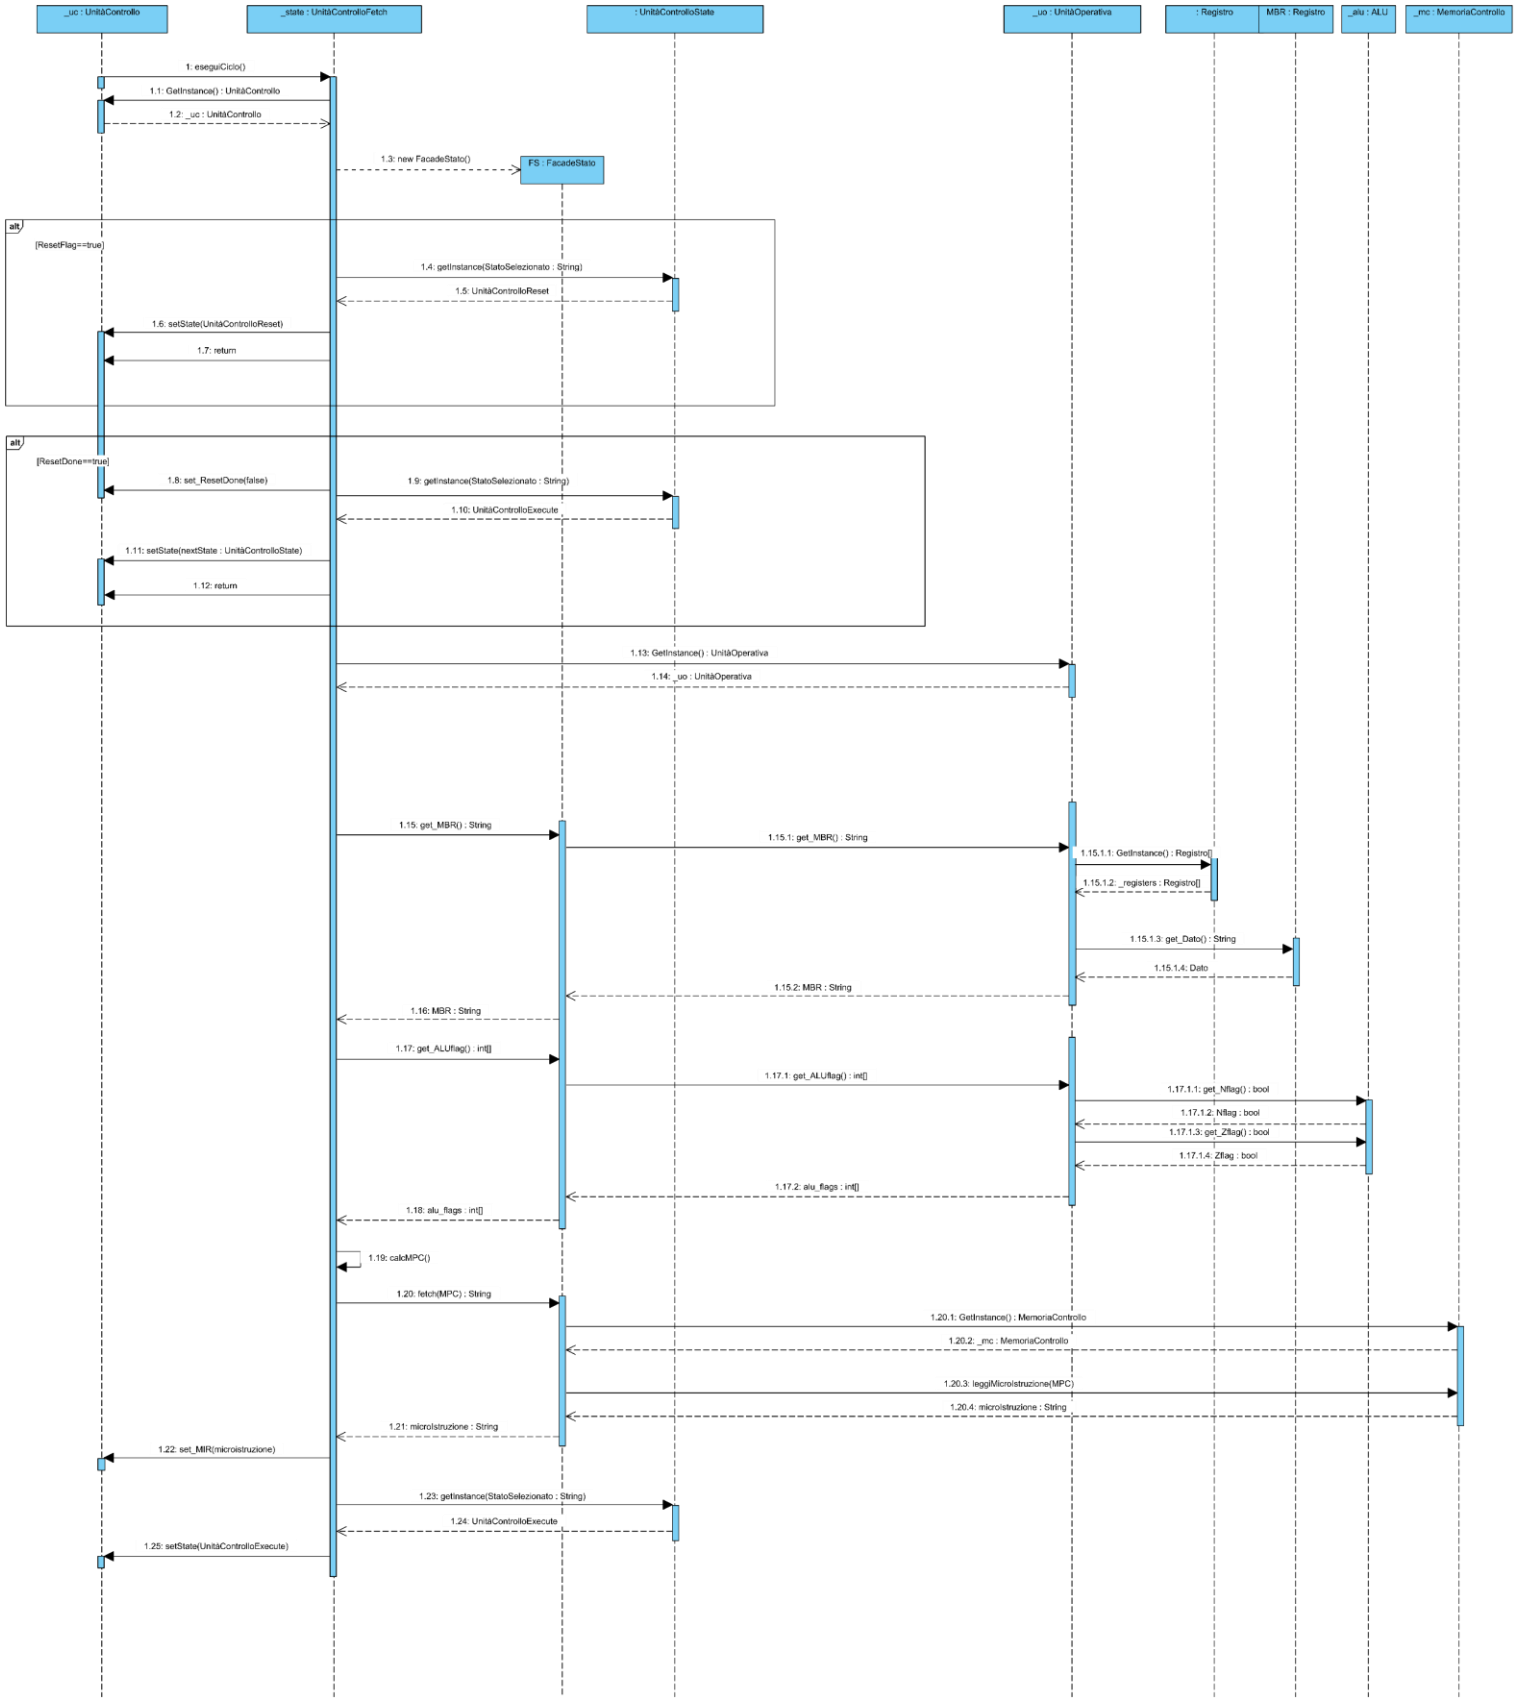 _uc : UnitàControllo
_state : UnitàControlloFetch
: UnitàControlloState
_uo : UnitàOperativa
: Registro
MBR : Registro
_alu : ALU
_mc : MemoriaControllo
1: eseguiCiclo()
1.1: GetInstance() : UnitàControllo
1.2: _uc : UnitàControllo
1.3: new FacadeStato()
FS : FacadeStato
alt
[ResetFlag==true]
1.4: getInstance(StatoSelezionato : String)
1.5: UnitàControlloReset
1.6: setState(UnitàControlloReset)
1.7: return
alt
[ResetDone==true]
1.8: set_ResetDone(false)
1.9: getInstance(StatoSelezionato : String)
1.10: UnitàControlloExecute
1.11: setState(nextState : UnitàControlloState)
1.12: return
1.13: GetInstance() : UnitàOperativa
1.14: _uo : UnitàOperativa
1.15: get_MBR() : String
1.15.1: get_MBR() : String
1.15.1.1: GetInstance() : Registro[]
1.15.1.2: _registers : Registro[]
1.15.1.3: get_Dato() : String
1.15.1.4: Dato
1.15.2: MBR : String
1.16: MBR : String
1.17: get_ALUflag() : int[]
1.17.1: get_ALUflag() : int[]
1.17.1.1: get_Nflag() : bool
1.17.1.2: Nflag : bool
1.17.1.3: get_Zflag() : bool
1.17.1.4: Zflag : bool
1.17.2: alu_flags : int[]
1.18: alu_flags : int[]
1.19: calcMPC()
1.20: fetch(MPC) : String
1.20.1: GetInstance() : MemoriaControllo
1.20.2: _mc : MemoriaControllo
1.20.3: leggiMicroIstruzione(MPC)
1.20.4: microIstruzione : String
1.21: microIstruzione : String
1.22: set_MIR(microistruzione)
1.23: getInstance(StatoSelezionato : String)
1.24: UnitàControlloExecute
1.25: setState(UnitàControlloExecute)